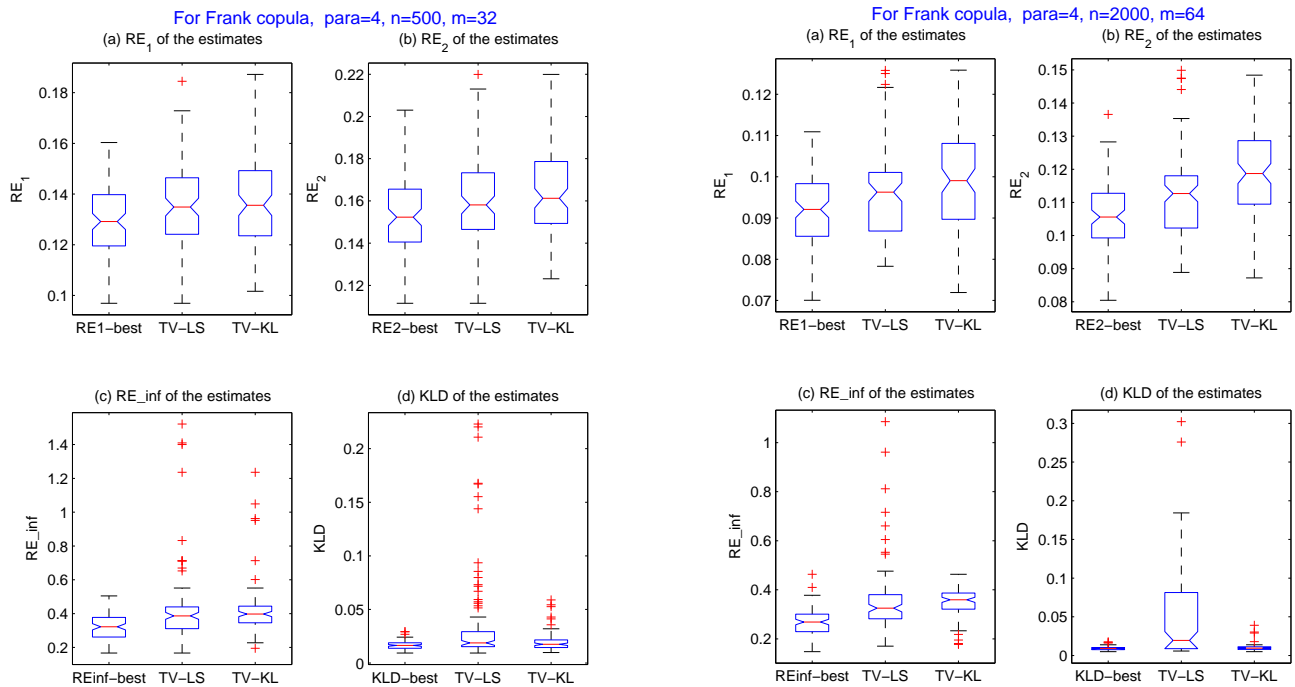 For Frank copula, para=4, n=500, m=32
(a) RE1 of the estimates
(b) RE2 of the estimates
RE1
0.18
0.16
0.14
0.12
0.1
RE1−best TV−LS TV−KL
RE2
0.22
0.2
0.18
0.16
0.14
0.12
RE2−best TV−LS TV−KL
(c) RE_inf of the estimates
(d) KLD of the estimates
RE_inf
1.4
1.2
1
0.8
0.6
0.4
0.2
REinf−best TV−LS TV−KL
KLD
0.2
0.15
0.1
0.05
0
KLD−best TV−LS TV−KL
For Frank copula, para=4, n=2000, m=64
(a) RE1 of the estimates
(b) RE2 of the estimates
RE1
0.12
0.11
0.1
0.09
0.08
0.07
RE1−best TV−LS TV−KL
RE2
0.15
0.14
0.13
0.12
0.11
0.1
0.09
0.08
RE2−best TV−LS TV−KL
(c) RE_inf of the estimates
(d) KLD of the estimates
RE_inf
1
0.8
0.6
0.4
0.2
REinf−best TV−LS TV−KL
KLD
0.3
0.25
0.2
0.15
0.1
0.05
0
KLD−best TV−LS TV−KL